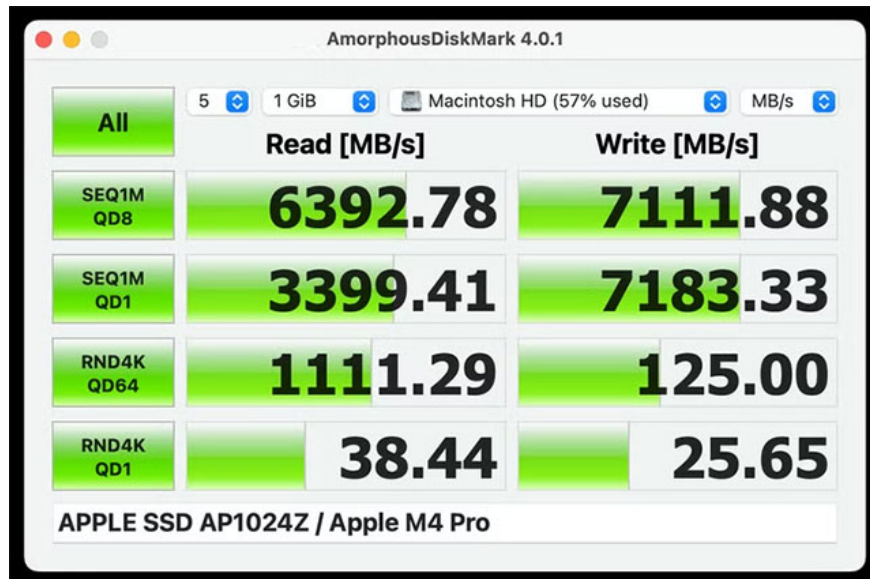 AmorphousDiskMark 4.0.1
All
5 1 GiB Macintosh HD (57% used) MB/s
Read [MB/s] Write [MB/s]
SEQ1M
QD8
6392.78 7111.88
SEQ1M
QD1
3399.41 7183.33
RND4K
QD64
1111.29 125.00
RND4K
QD1
38.44 25.65
APPLE SSD AP1024Z / Apple M4 Pro